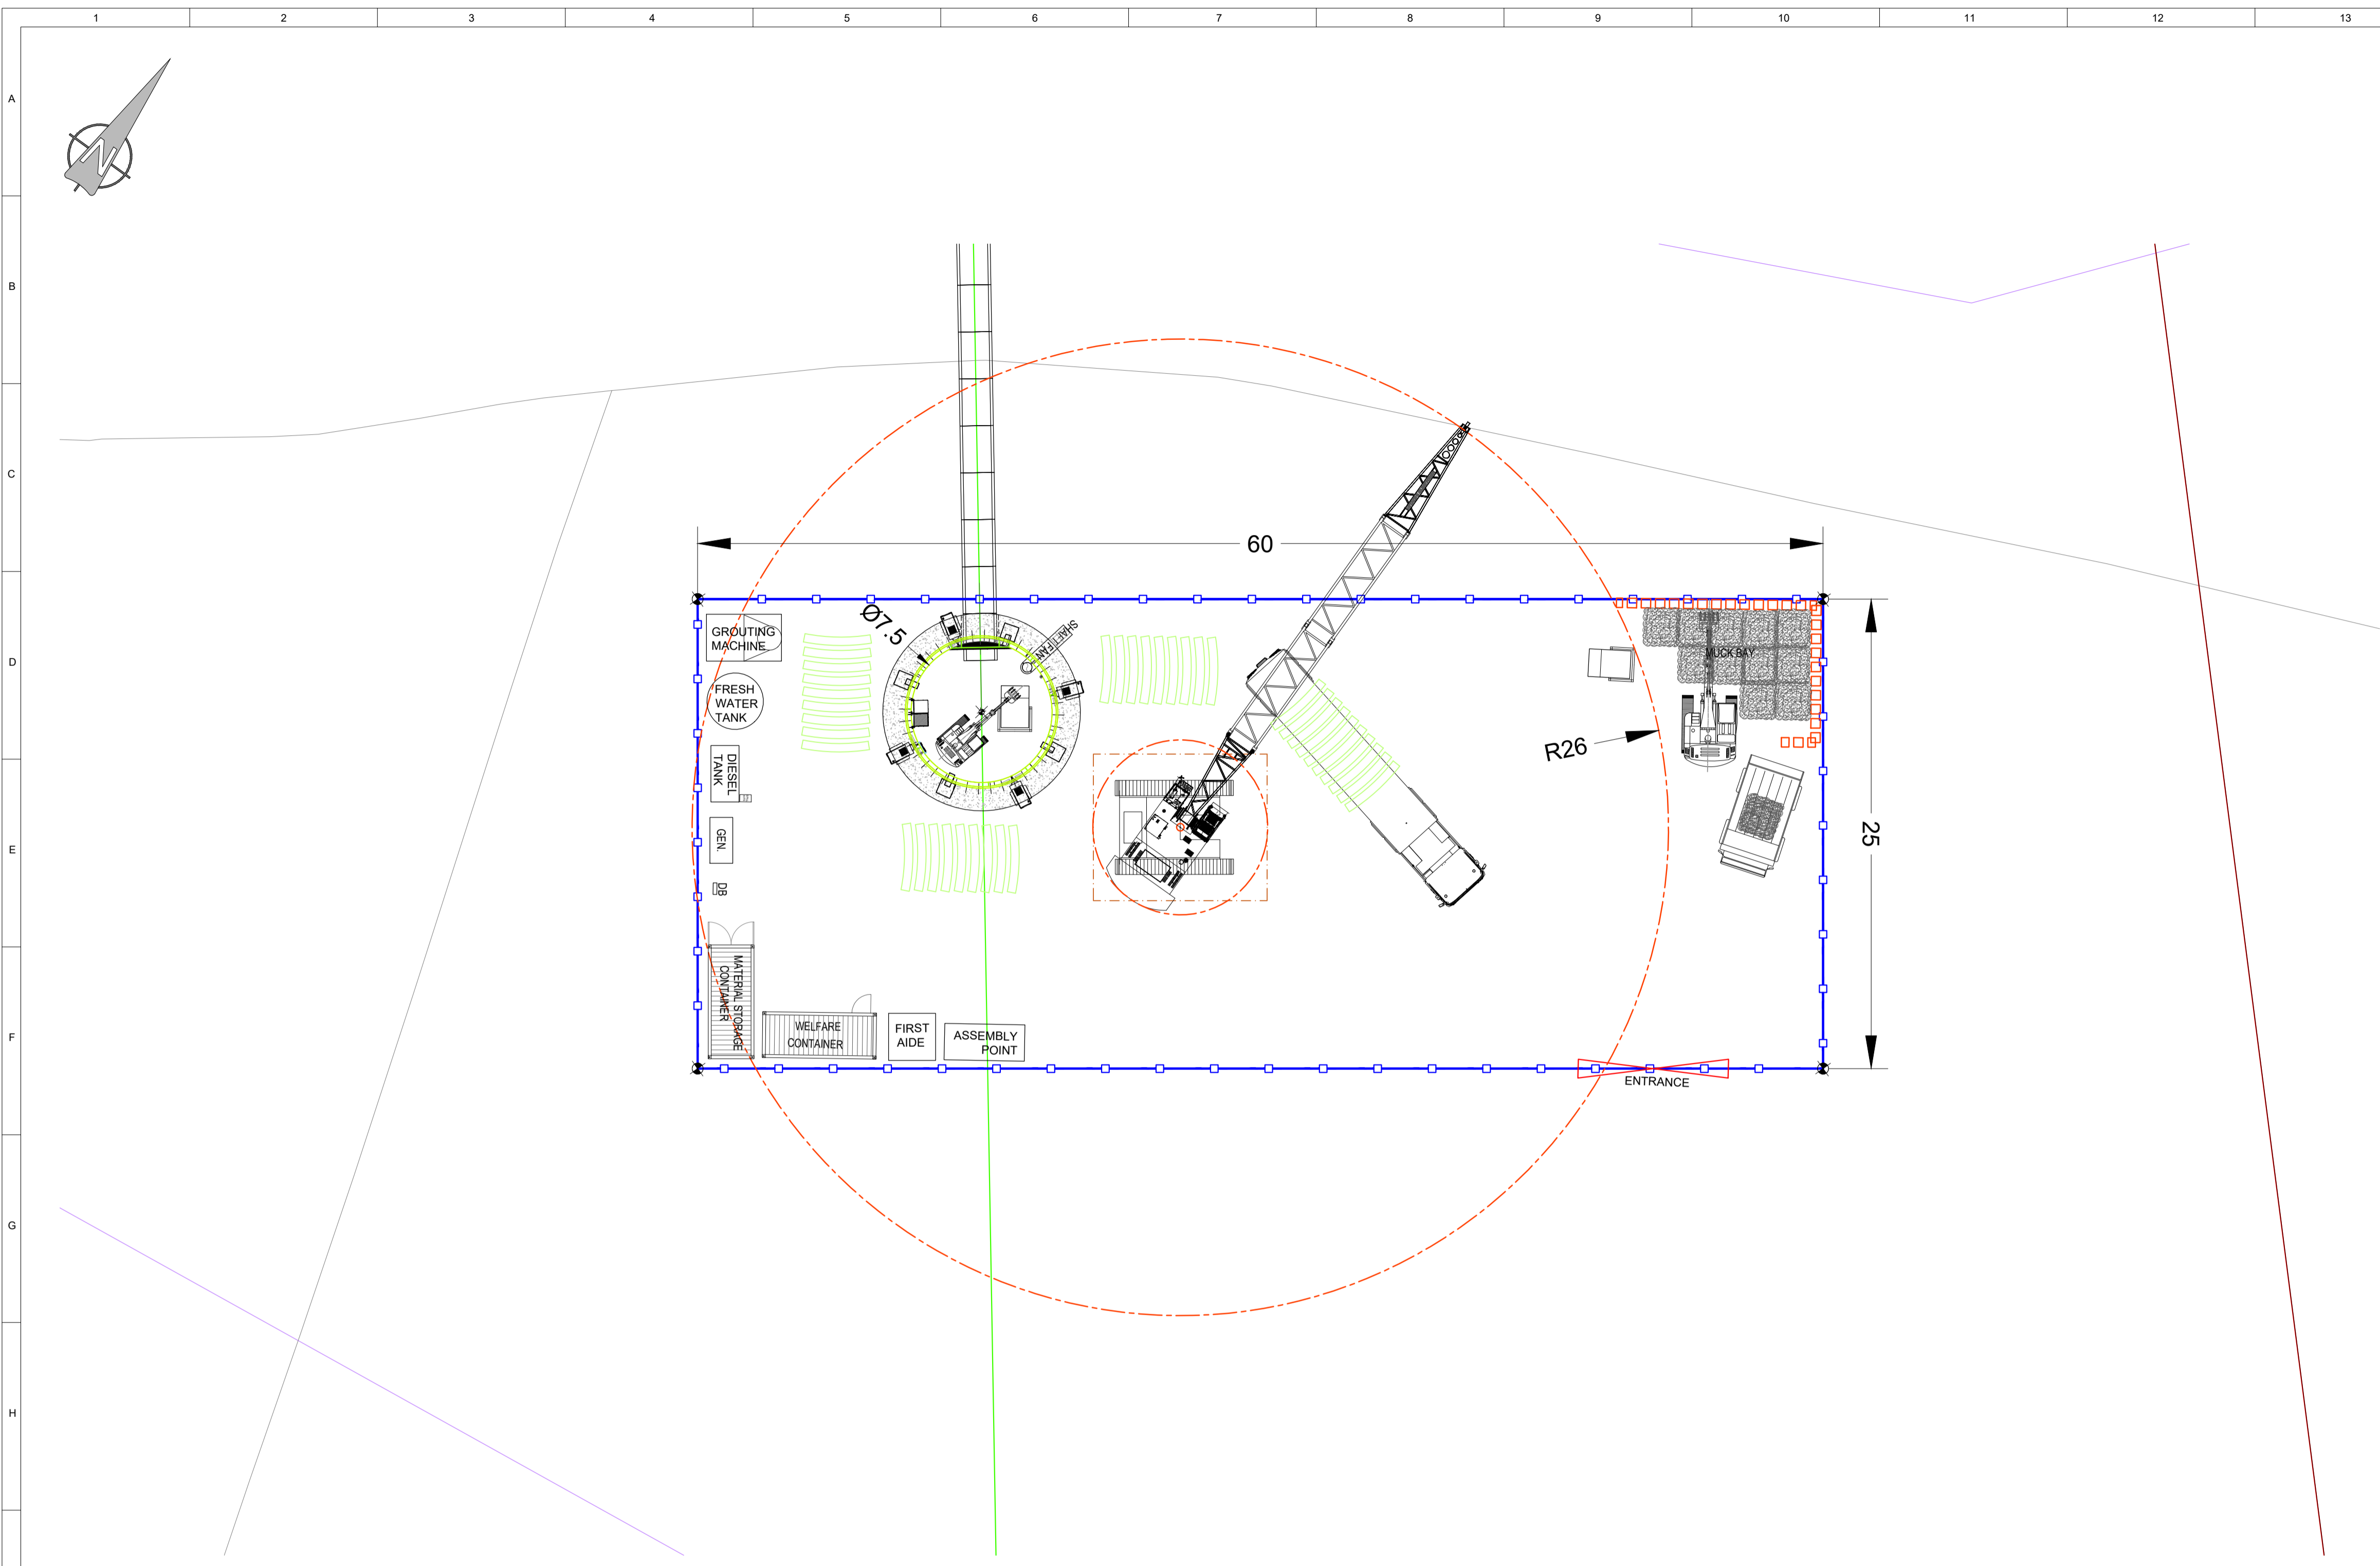 1
2
3
4
5
6
7
8
9
10
11
12
13
A
N
B
C
60
D
GROUTING
MACHINE
Ø7.5
SHAFT FAN
MUCK BAY
FRESH
WATER
TANK
R26
DIESEL
TANK
E
GEN.
25
DB
MATERIAL STORAGE
CONTAINER
F
WELFARE
CONTAINER
FIRST
AIDE
ASSEMBLY
POINT
ENTRANCE
G
H